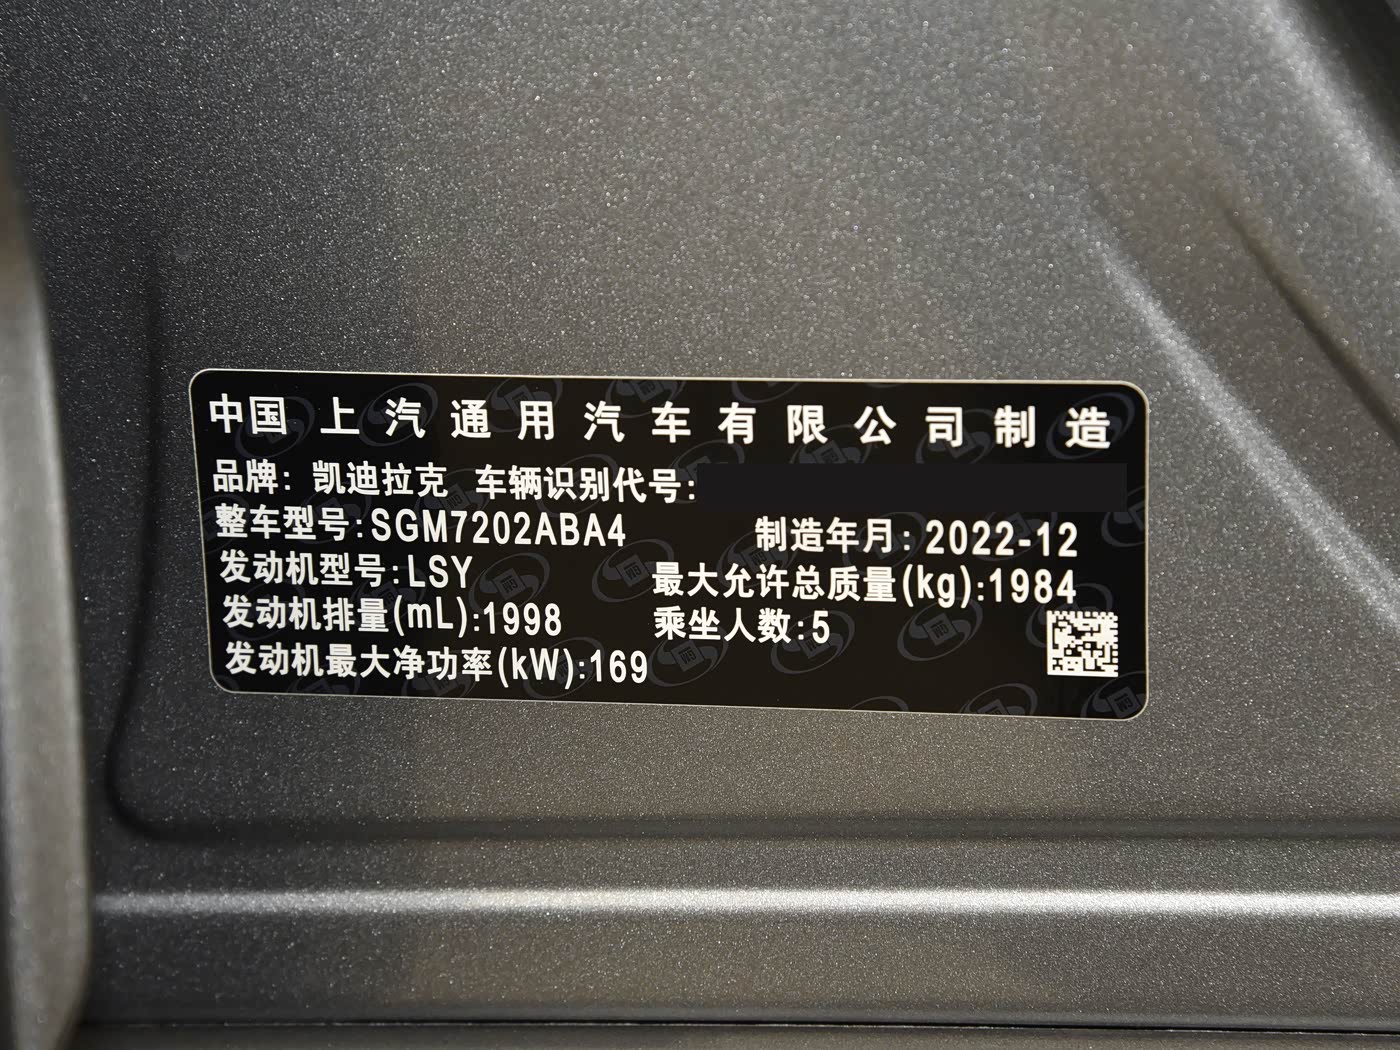 中国 上汽通用汽车有限公司制造
品牌: 凯迪拉克 车辆识别代号:
整车型号:SGM7202ABA4 制造年月: 2022-12
发动机型号:LSY 最大允许总质量(kg):1984
发动机排量(mL):1998 乘坐人数:5
发动机最大净功率(kW):169